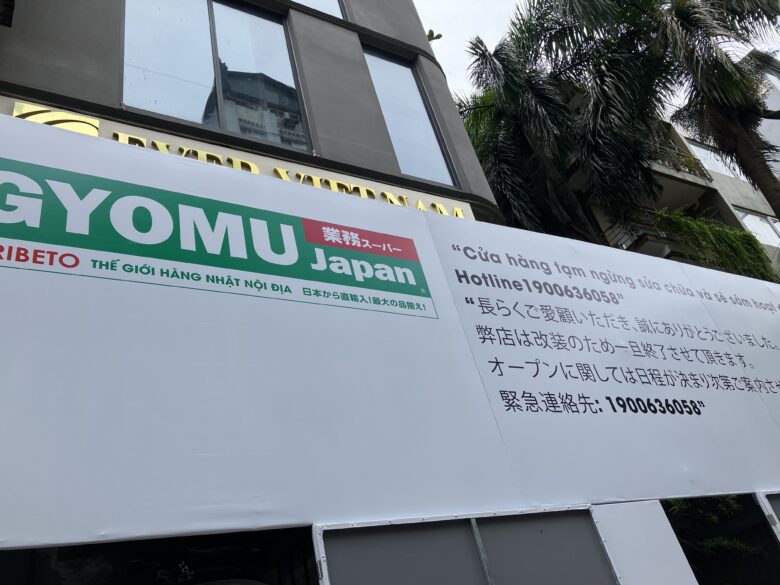 EVER VIETNAM
GYOMU
業務スーパー
Japan
RIBETO THẾ GIỚI HÀNG NHẬT NỘI ĐỊA 日本から直輸入!最大の品揃え!
"Cửa hàng tạm ngừng sửa chữa và sẽ sớm hoạt
Hotline1900636058"
"長らくご愛顧いただき、誠にありがとうございました。
弊店は改装のため一旦終了させて頂きます。
オープンに関しては日程が決まり次第ご案内させ
緊急連絡先: 1900636058"